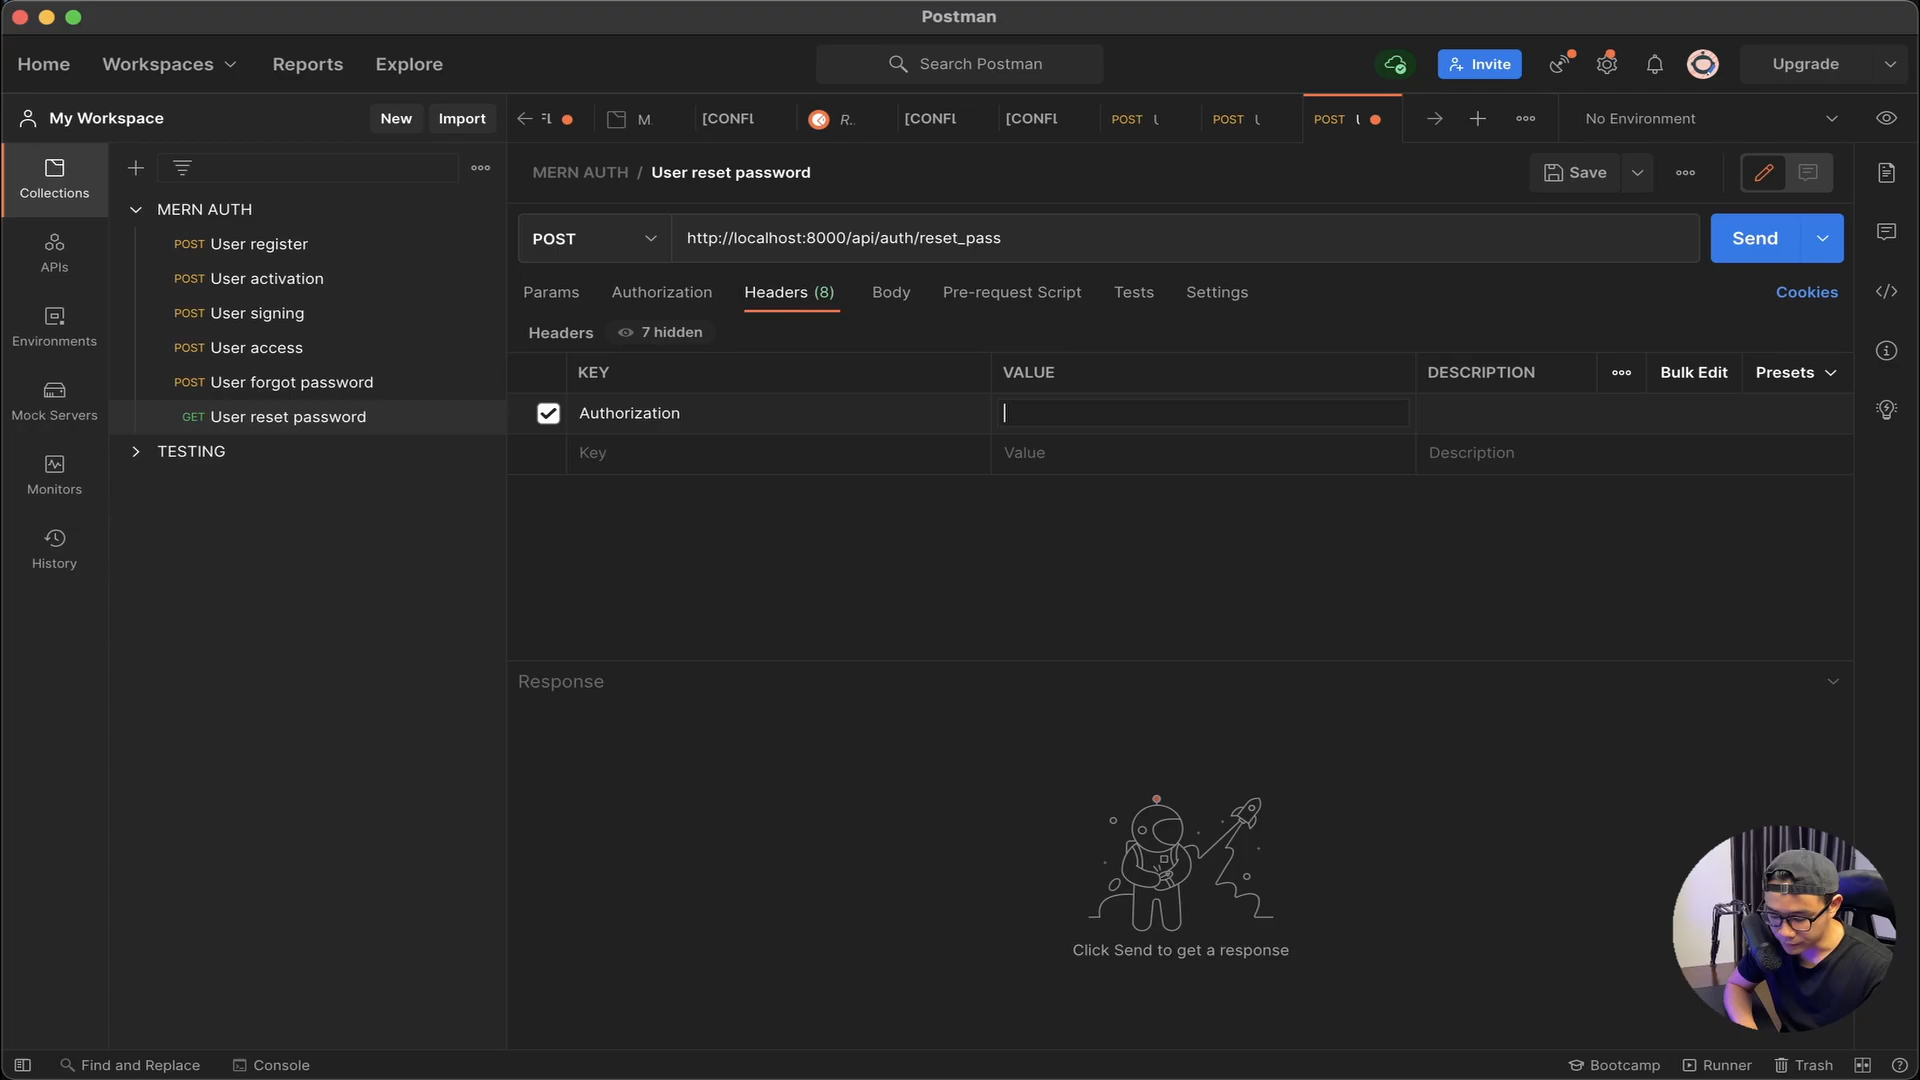 Postman
Home
Workspaces
Reports
Explore
Search Postman
Invite
Upgrade
My Workspace
New
Import
M.
[CONFL
R..
[CONFL
[CONFL
POST
POST
POST
No Environment
Collections
APIs
Environments
Mock Servers
Monitors
History
MERN AUTH
POST User register
POST User activation
POST User signing
POST User access
POST User forgot password
GET User reset password
TESTING
MERN AUTH / User reset password
Save
POST
http://localhost:8000/api/auth/reset_pass
Send
Params
Authorization
Headers (8)
Body
Pre-request Script
Tests
Settings
Cookies
Headers
7 hidden
KEY
VALUE
DESCRIPTION
Bulk Edit
Presets
Authorization
Key
Value
Description
Response
Click Send to get a response
Find and Replace
Console
Bootcamp
Runner
Trash